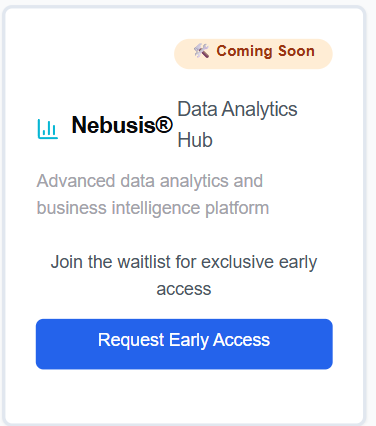 🛠️ Coming Soon
Nebusis® Data Analytics
Hub
Advanced data analytics and
business intelligence platform
Join the waitlist for exclusive early
access
Request Early Access